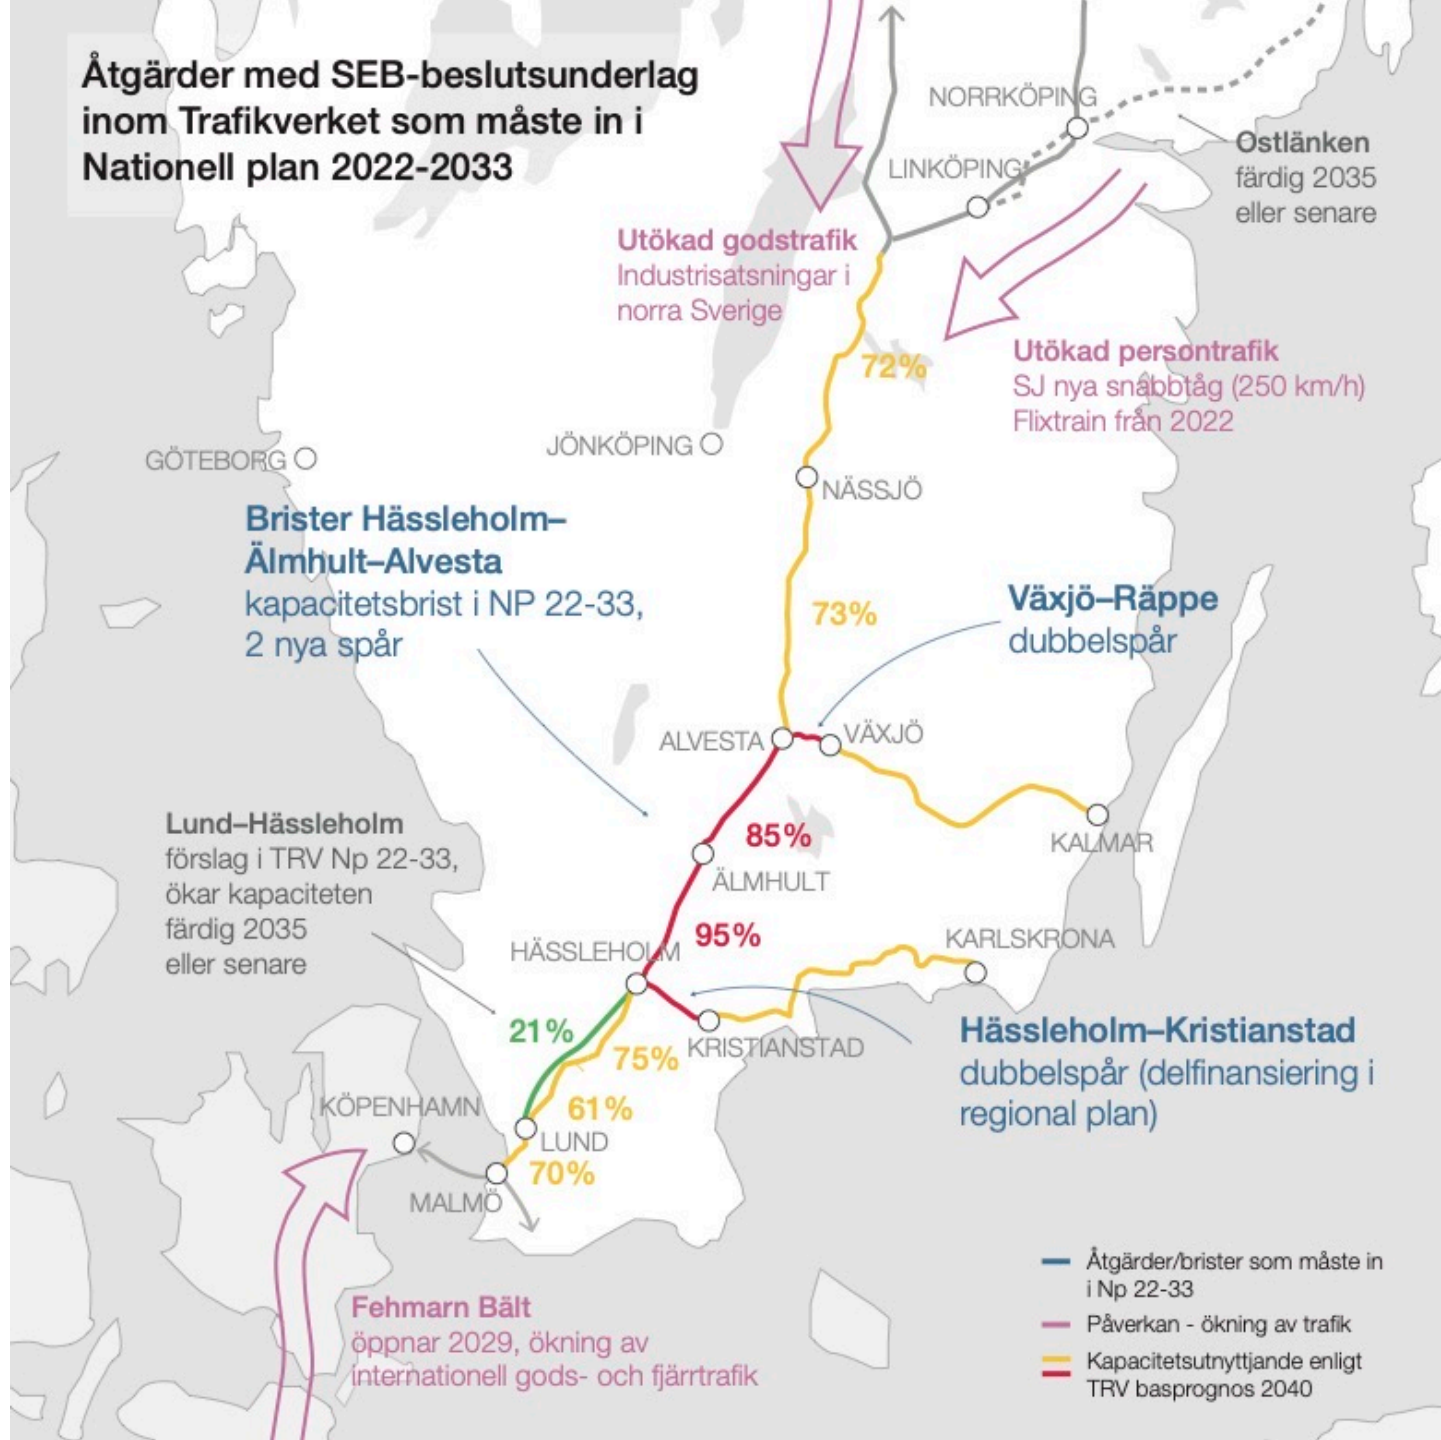 Åtgärder med SEB-beslutsunderlag
inom Trafikverket som måste in i
Nationell plan 2022-2033
NORRKÖPING
LINKÖPING
Ostlänken
färdig 2035
eller senare
Utökad godstrafik
Industrisatsningar i
norra Sverige
Utökad persontrafik
SJ nya snabbtåg (250 km/h)
Flixtrain från 2022
72%
GÖTEBORG
JÖNKÖPING
NÄSSJÖ
Brister Hässleholm–
Älmhult–Alvesta
kapacitetsbrist i NP 22-33,
2 nya spår
73%
Växjö–Räppe
dubbelspår
ALVESTA
VÄXJÖ
Lund–Hässleholm
förslag i TRV Np 22-33,
ökar kapaciteten
färdig 2035
eller senare
85%
KALMAR
ÄLMHULT
95%
HÄSSLEHOLM
KARLSKRONA
21%
75%
KRISTIANSTAD
Hässleholm–Kristianstad
dubbelspår (delfinansiering i
regional plan)
61%
KÖPENHAMN
LUND
70%
MALMÖ
Fehmarn Bält
öppnar 2029, ökning av
internationell gods- och fjärrtrafik
Åtgärder/brister som måste in
i Np 22-33
Påverkan - ökning av trafik
Kapacitetsutnyttjande enligt
TRV basprognos 2040